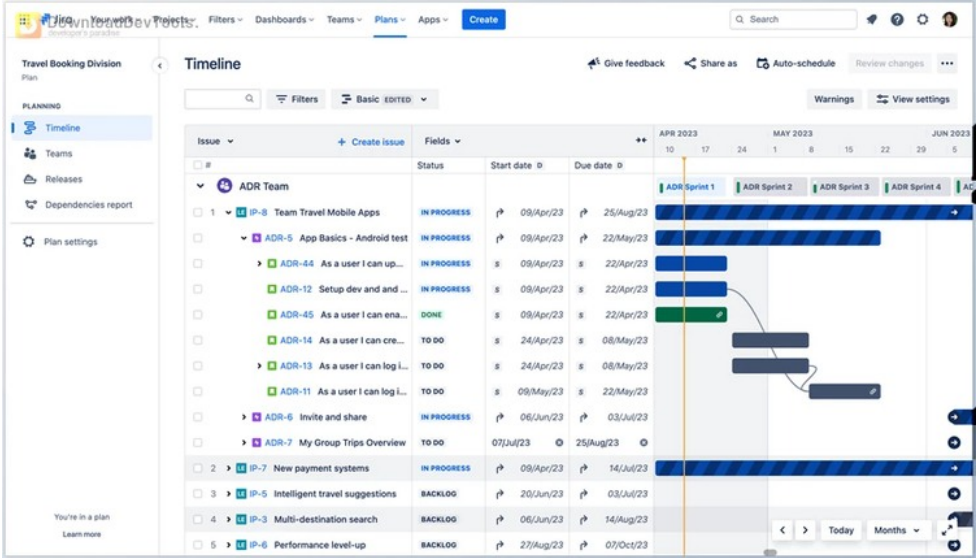 Jira Your work Projects Filters Dashboards Teams Plans Apps Create Search
DownloadDevTools.
developer's paradise
Travel Booking Division
Plan
PLANNING
Timeline
Teams
Releases
Dependencies report
Plan settings
You're in a plan
Learn more
Timeline
Give feedback Share as Auto-schedule Review changes
Filters Basic EDITED Warnings View settings
Issue + Create issue Fields APR 2023 MAY 2023 JUN 2023
10 17 24 1 8 15 22 29 5
# Status Start date D Due date D
ADR Team ADR Sprint 1 ADR Sprint 2 ADR Sprint 3 ADR Sprint 4 AD
1 LE IP-8 Team Travel Mobile Apps IN PROGRESS 09/Apr/23 25/Aug/23
ADR-5 App Basics - Android test IN PROGRESS 09/Apr/23 22/May/23
ADR-44 As a user I can up... IN PROGRESS S 09/Apr/23 S 22/Apr/23
ADR-12 Setup dev and and ... IN PROGRESS S 09/Apr/23 S 22/Apr/23
ADR-45 As a user I can ena... DONE S 09/Apr/23 S 22/Apr/23
ADR-14 As a user I can cre... TO DO S 24/Apr/23 S 08/May/23
ADR-13 As a user I can log i... TO DO S 24/Apr/23 S 08/May/23
ADR-11 As a user I can log i... TO DO S 09/May/23 S 22/May/23
ADR-6 Invite and share IN PROGRESS 06/Jun/23 03/Jul/23
ADR-7 My Group Trips Overview TO DO 07/Jul/23 25/Aug/23
2 LE IP-7 New payment systems IN PROGRESS 09/Apr/23 14/Jul/23
3 LE IP-5 Intelligent travel suggestions BACKLOG 20/Jun/23 03/Jul/23
4 LE IP-3 Multi-destination search BACKLOG 06/Jun/23 14/Aug/23
5 LE IP-6 Performance level-up BACKLOG 27/Aug/23 07/Oct/23
Today Months